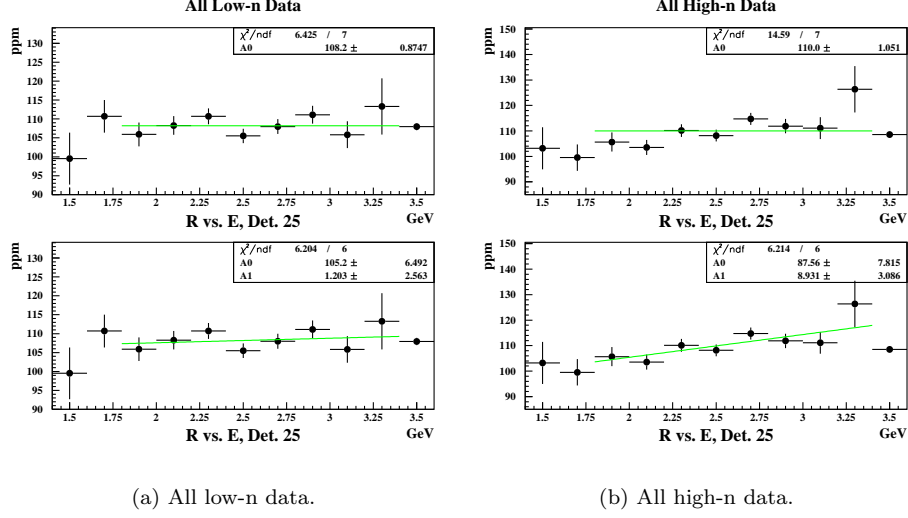 All Low-n Data
ppm
χ²/ndf 6.425 / 7
A0 108.2 ± 0.8747
130
125
120
115
110
105
100
95
90
1.5 1.75 2 2.25 2.5 2.75 3 3.25 3.5
GeV
R vs. E, Det. 25
ppm
χ²/ndf 6.204 / 6
A0 105.2 ± 6.492
A1 1.203 ± 2.563
130
125
120
115
110
105
100
95
90
1.5 1.75 2 2.25 2.5 2.75 3 3.25 3.5
GeV
R vs. E, Det. 25
(a) All low-n data.
All High-n Data
ppm
χ²/ndf 14.59 / 7
A0 110.0 ± 1.051
150
140
130
120
110
100
90
1.5 1.75 2 2.25 2.5 2.75 3 3.25 3.5
GeV
R vs. E, Det. 25
ppm
χ²/ndf 6.214 / 6
A0 87.56 ± 7.815
A1 8.931 ± 3.086
150
140
130
120
110
100
90
1.5 1.75 2 2.25 2.5 2.75 3 3.25 3.5
GeV
R vs. E, Det. 25
(b) All high-n data.